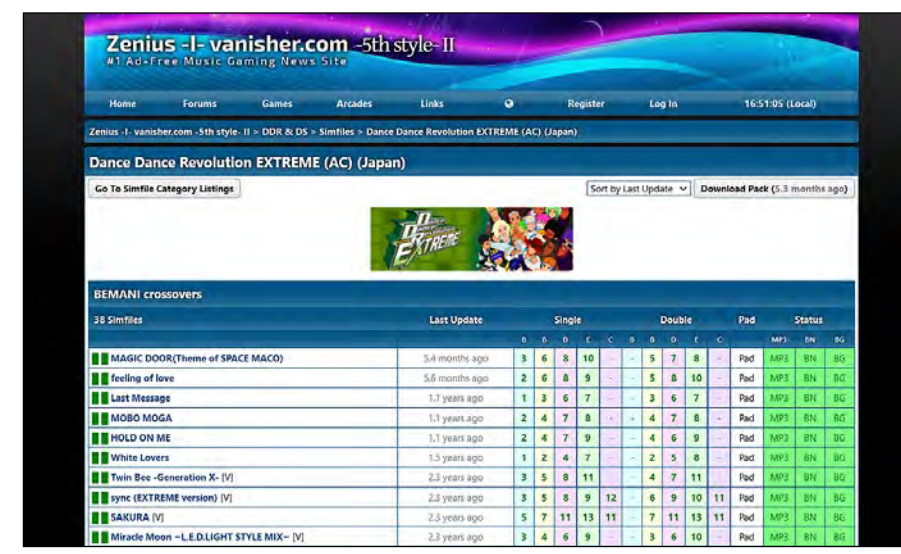 Zenius -I- vanisher.com -5th style- II
#1 Ad-Free Music Gaming News Site
Home Forums Games Arcades Links Register Log In 16:51:05 (Local)
Zenius -I- vanisher.com -5th style- II > DDR & DS > Simfiles > Dance Dance Revolution EXTREME (AC) (Japan)
Dance Dance Revolution EXTREME (AC) (Japan)
Go To Simfile Category Listings Sort by Last Update Download Pack (5.3 months ago)
EXTREME
BEMANI crossovers
38 Simfiles Last Update Single Double Pad Status
B B D E C B B D E C MP3 BN BG
MAGIC DOOR(Theme of SPACE MACO) 5.4 months ago 3 6 8 10 - - 5 7 8 - Pad MP3 BN BG
feeling of love 5.6 months ago 2 6 8 9 - - 5 8 10 - Pad MP3 BN BG
Last Message 1.1 years ago 1 3 6 7 - - 3 6 7 - Pad MP3 BN BG
MOBO MOGA 1.1 years ago 2 4 7 8 - - 4 7 8 - Pad MP3 BN BG
HOLD ON ME 1.1 years ago 2 4 7 9 - - 4 6 9 - Pad MP3 BN BG
White Lovers 1.5 years ago 1 2 4 7 - - 2 5 8 - Pad MP3 BN BG
Twin Bee -Generation X- [V] 2.3 years ago 3 5 8 11 - - 4 7 11 - Pad MP3 BN BG
sync (EXTREME version) [V] 2.3 years ago 3 5 8 9 12 - 6 9 10 11 Pad MP3 BN BG
SAKURA [V] 2.3 years ago 5 7 11 13 11 - 7 11 13 11 Pad MP3 BN BG
Miracle Moon ~L.E.D.LIGHT STYLE MIX~ [V] 2.3 years ago 3 4 6 9 - - 3 6 10 - Pad MP3 BN BG